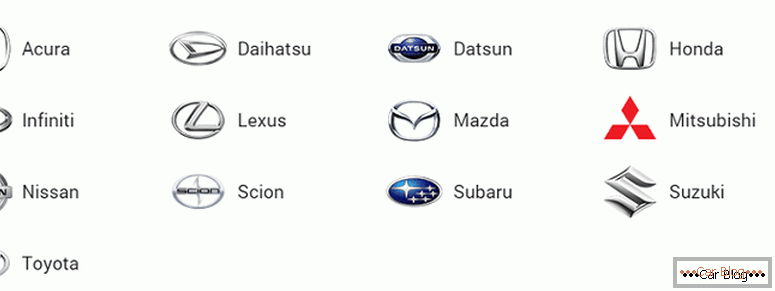 Acura
Daihatsu
DATSUN
Datsun
Honda
Infiniti
Lexus
Mazda
Mitsubishi
Nissan
SCION
Scion
Subaru
Suzuki
Toyota
•••Car Blog•••